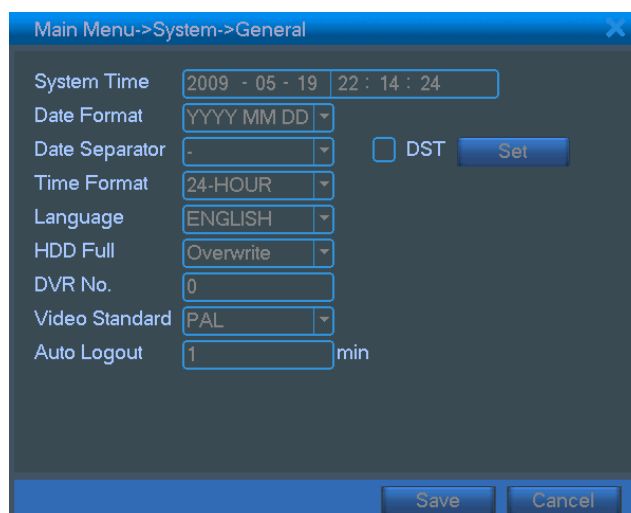 Main Menu->System->General
System Time 2009 - 05 - 19 22 : 14 : 24
Date Format YYYY MM DD
Date Separator - DST Set
Time Format 24-HOUR
Language ENGLISH
HDD Full Overwrite
DVR No. 0
Video Standard PAL
Auto Logout 1 min
Save Cancel